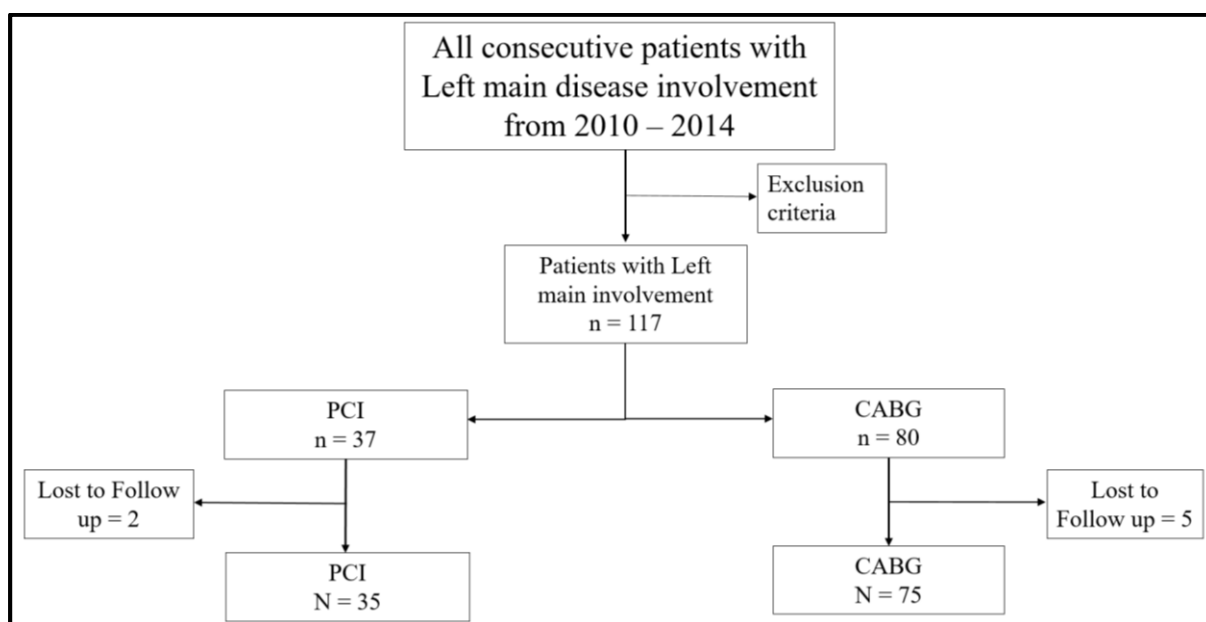 All consecutive patients with
Left main disease involvement
from 2010 – 2014
Exclusion
criteria
Patients with Left
main involvement
n = 117
PCI
n = 37
CABG
n = 80
Lost to Follow
up = 2
Lost to
Follow up = 5
PCI
N = 35
CABG
N = 75